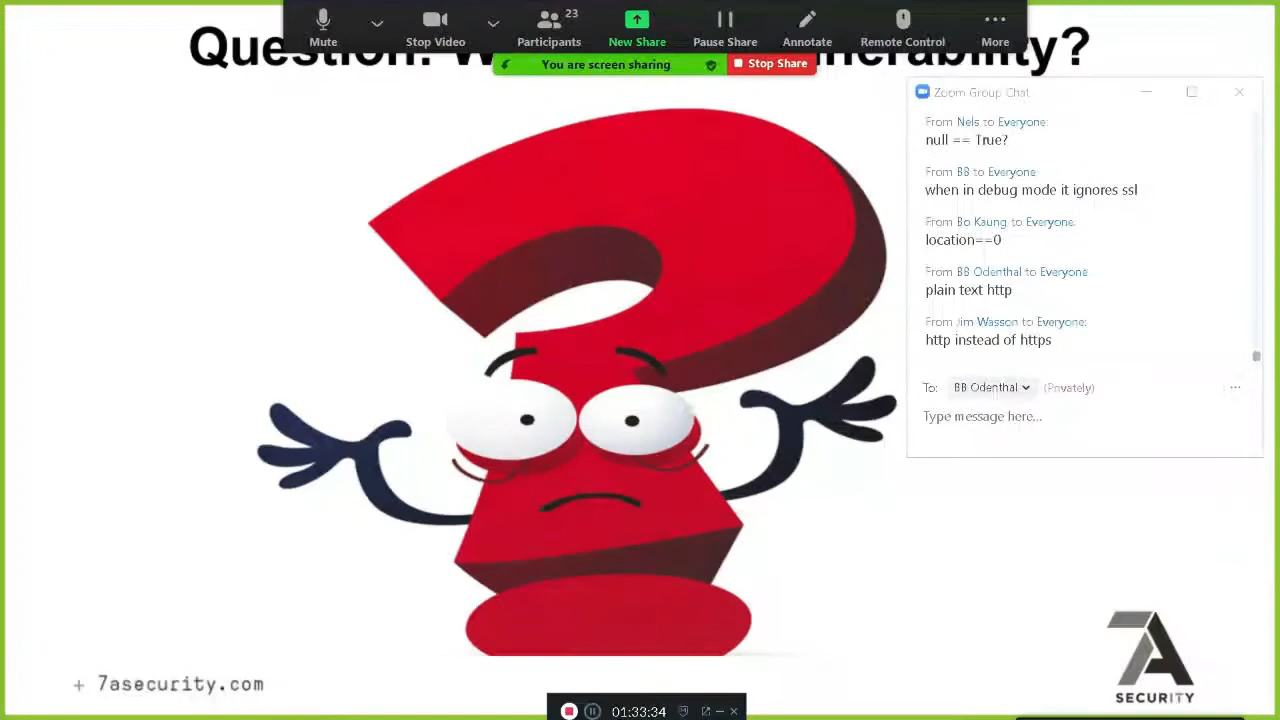 Mute
Stop Video
23
Participants
New Share
Pause Share
Annotate
Remote Control
More
Question:
You are screen sharing
Stop Share
Zoom Group Chat
From Nels to Everyone:
null == True?
From BB to Everyone
when in debug mode it ignores ssl
From Bo Kaung to Everyone:
location==0
From BB Odenthal to Everyone
plain text http
From Jim Wasson to Everyone:
http instead of https
To: BB Odenthal (Privately)
Type message here...
+ 7asecurity.com
7A
SECURITY
01:33:34